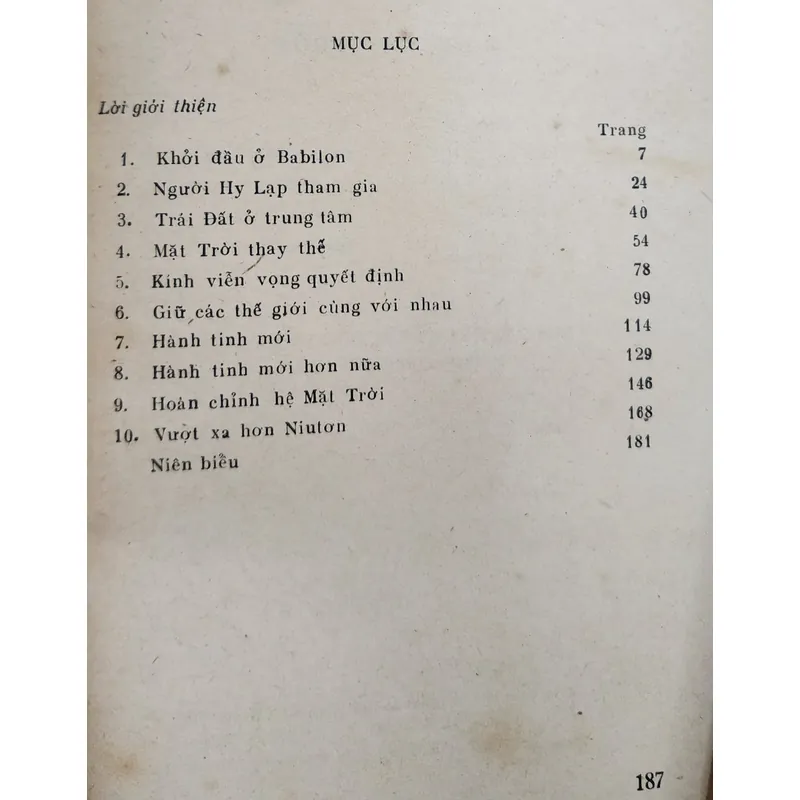 MỤC LỤC
Lời giới thiện
Trang
1. Khởi đầu ở Babilon 7
2. Người Hy Lạp tham gia 24
3. Trái Đất ở trung tâm 40
4. Mặt Trời thay thế 54
5. Kính viễn vọng quyết định 78
6. Giữ các thế giới cùng với nhau 99
7. Hành tinh mới 114
8. Hành tinh mới hơn nữa 129
9. Hoàn chỉnh hệ Mặt Trời 146
10. Vượt xa hơn Niutơn 168
Niên biểu 181
187